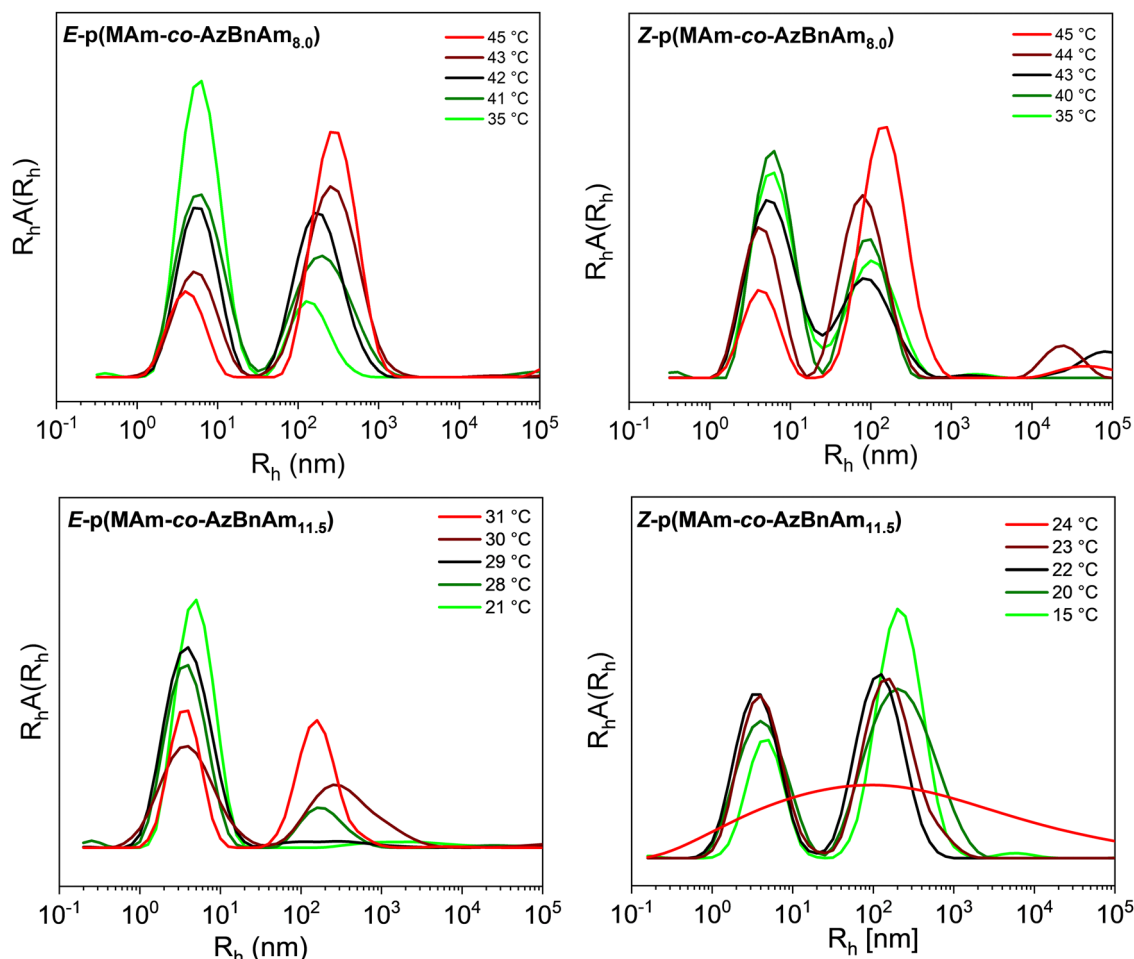 E-p(MAm-co-AzBnAm8.0)
45 °C
43 °C
42 °C
41 °C
35 °C
RhA(Rh)
10-1 100 101 102 103 104 105
Rh (nm)
Z-p(MAm-co-AzBnAm8.0)
45 °C
44 °C
43 °C
40 °C
35 °C
RhA(Rh)
10-1 100 101 102 103 104 105
Rh (nm)
E-p(MAm-co-AzBnAm11.5)
31 °C
30 °C
29 °C
28 °C
21 °C
RhA(Rh)
10-1 100 101 102 103 104 105
Rh (nm)
Z-p(MAm-co-AzBnAm11.5)
24 °C
23 °C
22 °C
20 °C
15 °C
RhA(Rh)
10-1 100 101 102 103 104 105
Rh [nm]